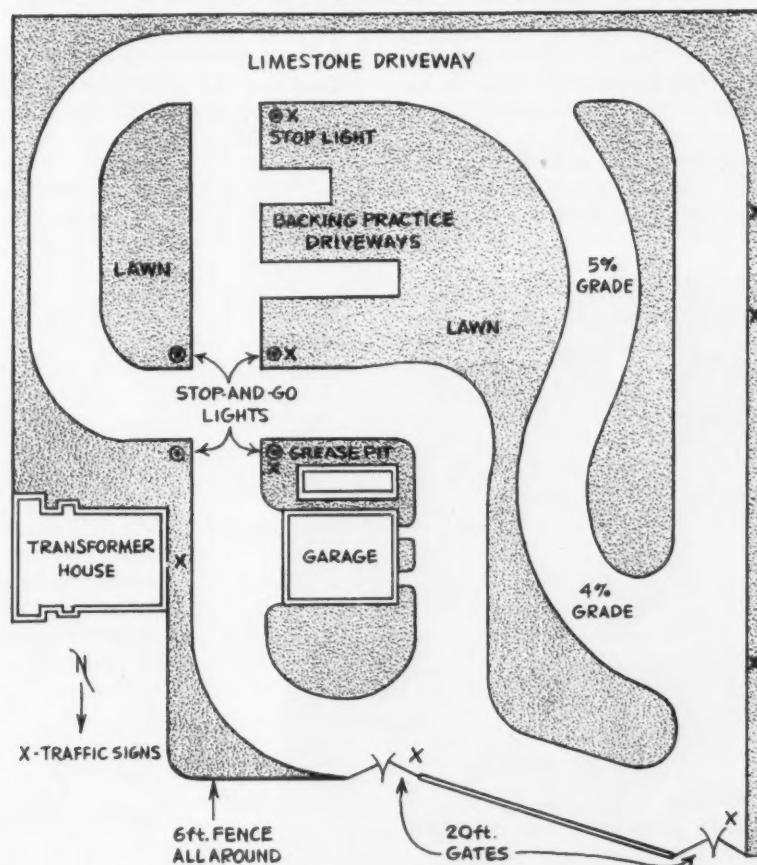 LIMESTONE DRIVEWAY
X
STOP LIGHT
BACKING PRACTICE
DRIVEWAYS
X
5%
GRADE
LAWN
LAWN
X
X
STOP-AND-GO
LIGHTS
GREASE PIT
X
TRANSFORMER
HOUSE
X
GARAGE
4%
GRADE
X
N
X-TRAFFIC SIGNS
X
X
6ft. FENCE
ALL AROUND
20ft.
GATES